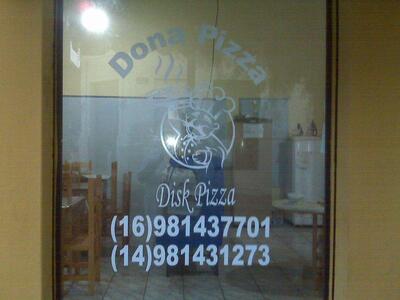 Dona Pizza
Disk Pizza
(16)981437701
(14)981431273